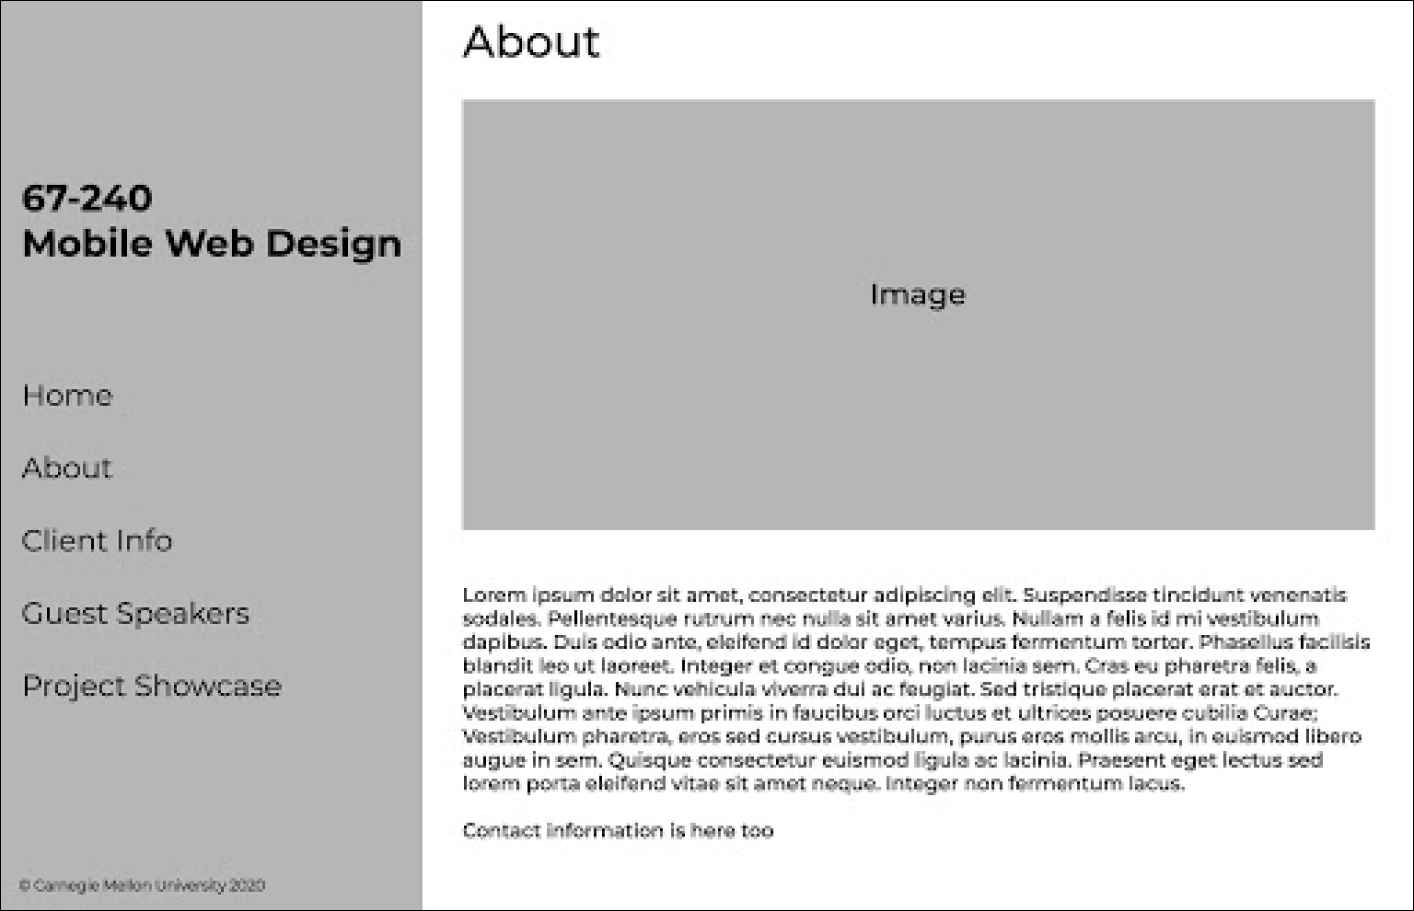 67-240
Mobile Web Design
Home
About
Client Info
Guest Speakers
Project Showcase
© Carnegie Mellon University 2020
About
Image
Lorem ipsum dolor sit amet, consectetur adipiscing elit. Suspendisse tincidunt venenatis
sodales. Pellentesque rutrum nec nulla sit amet varius. Nullam a felis id mi vestibulum
dapibus. Duis odio ante, eleifend id dolor eget, tempus fermentum tortor. Phasellus facilisis
blandit leo ut laoreet. Integer et congue odio, non lacinia sem. Cras eu pharetra felis, a
placerat ligula. Nunc vehicula viverra dui ac feugiat. Sed tristique placerat erat et auctor.
Vestibulum ante ipsum primis in faucibus orci luctus et ultrices posuere cubilia Curae;
Vestibulum pharetra, eros sed cursus vestibulum, purus eros mollis arcu, in euismod libero
augue in sem. Quisque consectetur euismod ligula ac lacinia. Praesent eget lectus sed
lorem porta eleifend vitae sit amet neque. Integer non fermentum lacus.
Contact information is here too